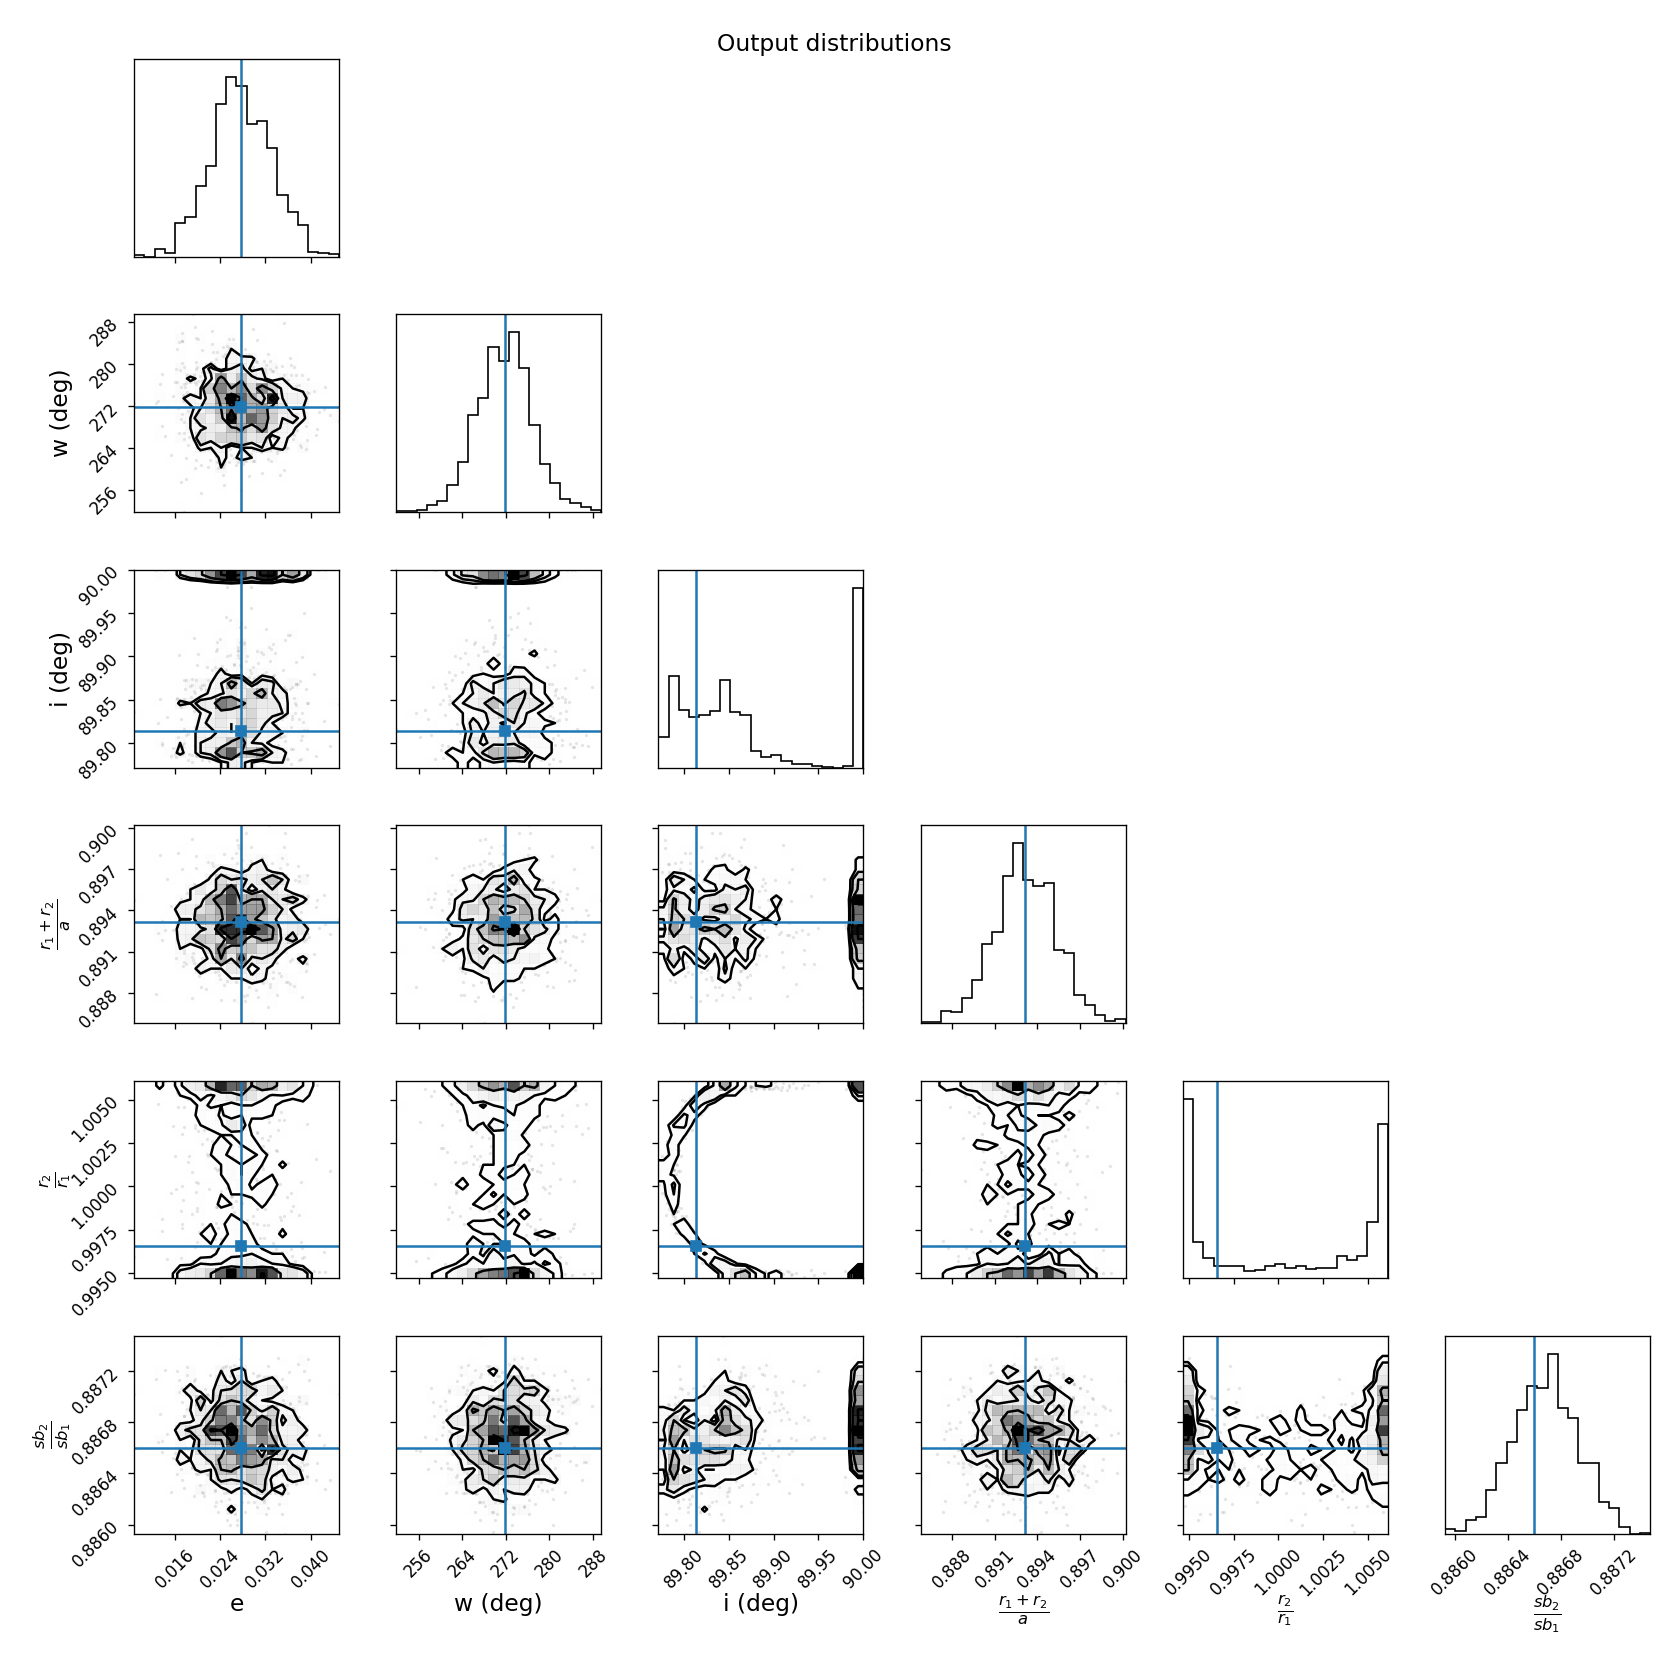 Output distributions
w (deg)
288
280
272
264
256
i (deg)
90.00
89.95
89.90
89.85
89.80
r₁ + r₂
a
0.900
0.897
0.894
0.891
0.888
r₂
r₁
1.0050
1.0025
1.0000
0.9975
0.9950
sb₂
sb₁
0.8872
0.8868
0.8864
0.8860
0.016 0.024 0.032 0.040 256 264 272 280 288 89.80 89.85 89.90 89.95 90.00 0.888 0.891 0.894 0.897 0.900 0.9950 0.9975 1.0000 1.0025 1.0050 0.8860 0.8864 0.8868 0.8872
e w (deg) i (deg)
r₁ + r₂ r₂ sb₂
a r₁ sb₁